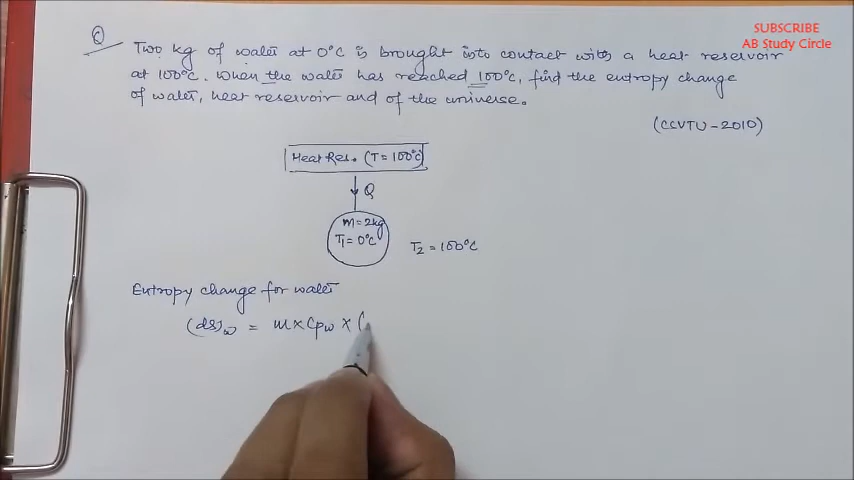 SUBSCRIBE
AB Study Circle
Q
Two kg of water at 0°C is brought into contact with a heat reservoir
at 100°C. When the water has reached 100°C, find the entropy change
of water, heat reservoir and of the universe.
(CSVTU-2010)
Heat Res. (T=100°C)
Q
m=2kg
T1=0°C
T2=100°C
Entropy change for water
(ds)w = m×Cpw×(